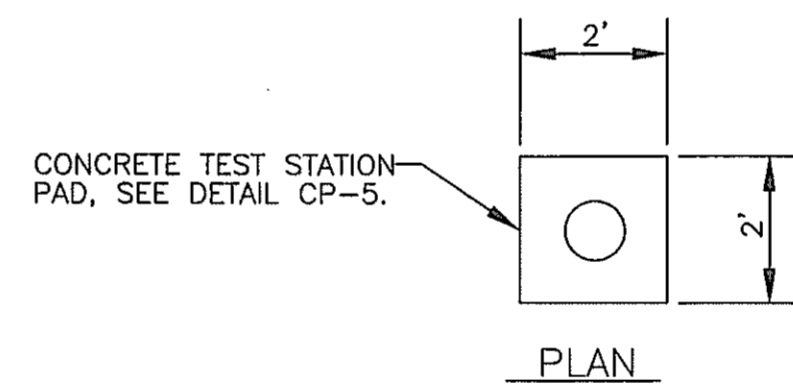 2'
CONCRETE TEST STATION
PAD, SEE DETAIL CP-5.
2'
PLAN